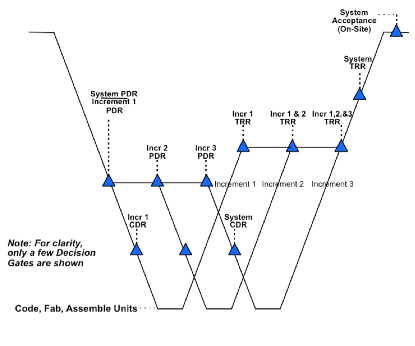 System
Acceptance
(On-Site)
System
TRR
System PDR
Increment 1
PDR
Incr 1
TRR
Incr 1 & 2
TRR
Incr 1,2,&3
TRR
Incr 2
PDR
Incr 3
PDR
Increment 1
Increment 2
Increment 3
Incr 1
CDR
System
CDR
Note: For clarity,
only a few Decision
Gates are shown
Code, Fab, Assemble Units